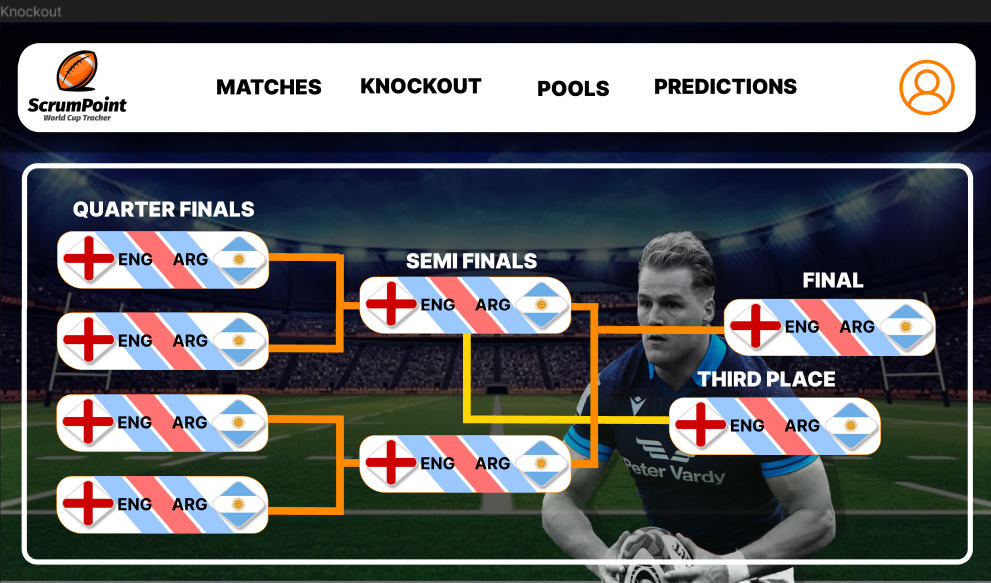 Knockout
ScrumPoint
World Cup Tracker
MATCHES
KNOCKOUT
POOLS
PREDICTIONS
QUARTER FINALS
ENG ARG
ENG ARG
ENG ARG
ENG ARG
SEMI FINALS
ENG ARG
ENG ARG
FINAL
ENG ARG
THIRD PLACE
ENG ARG
Peter Vardy